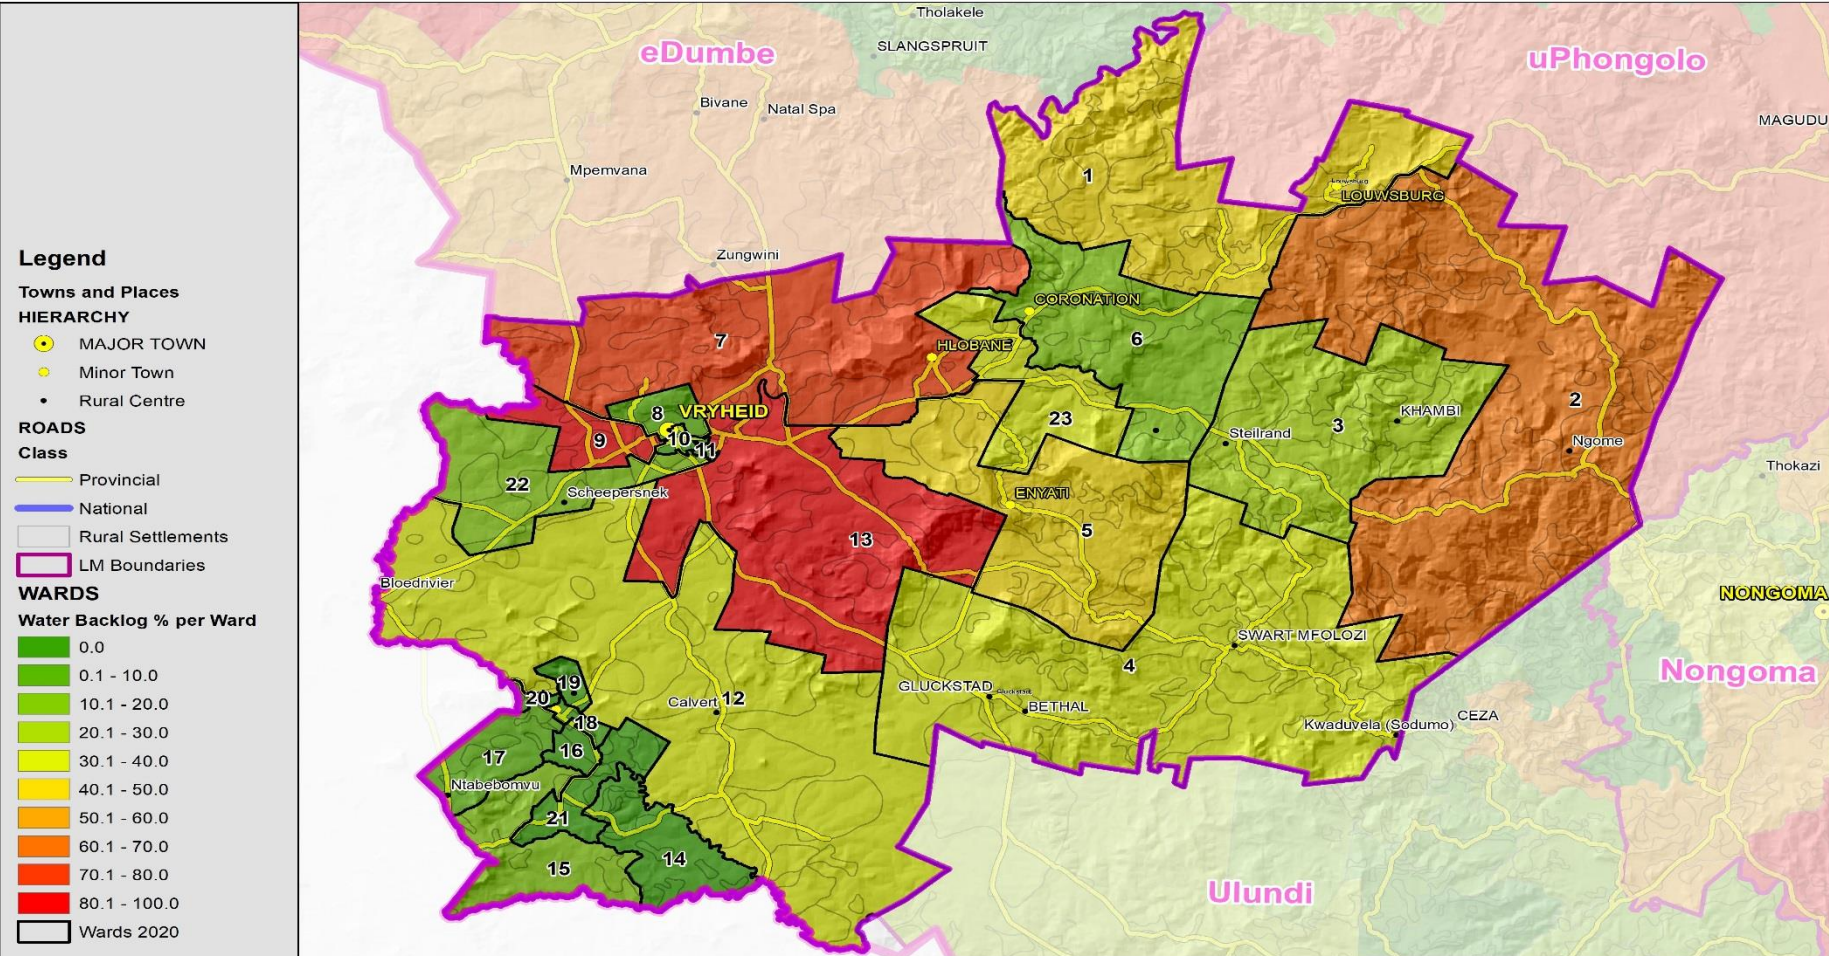 Legend
Towns and Places
HIERARCHY
MAJOR TOWN
Minor Town
Rural Centre
ROADS
Class
Provincial
National
Rural Settlements
LM Boundaries
WARDS
Water Backlog % per Ward
0.0
0.1 - 10.0
10.1 - 20.0
20.1 - 30.0
30.1 - 40.0
40.1 - 50.0
50.1 - 60.0
60.1 - 70.0
70.1 - 80.0
80.1 - 100.0
Wards 2020
Tholakele
SLANGSPRUIT
eDumbe
uPhongolo
Bivane
Natal Spa
MAGUDU
Mpemvana
1
Louwsburg
LOUWSBURG
Zungwini
CORONATION
7
6
HLOBANE
2
8
VRYHEID
23
KHAMBI
3
9
10
11
Steilrand
Ngome
Thokazi
22
Scheepersnek
ENYATI
5
13
Bloedrivier
NONGOMA
SWART MFOLOZI
4
Nongoma
19
20
GLUCKSTAD
Gluckstadt
Calvert
12
BETHAL
CEZA
Kwaduvela (Sodumo)
18
16
17
Ntabebomvu
21
14
15
Ulundi